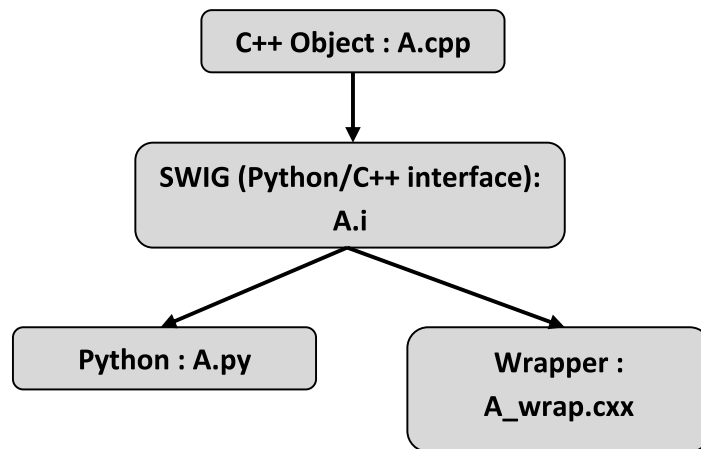 C++ Object : A.cpp
SWIG (Python/C++ interface):
A.i
Python : A.py
Wrapper :
A_wrap.cxx